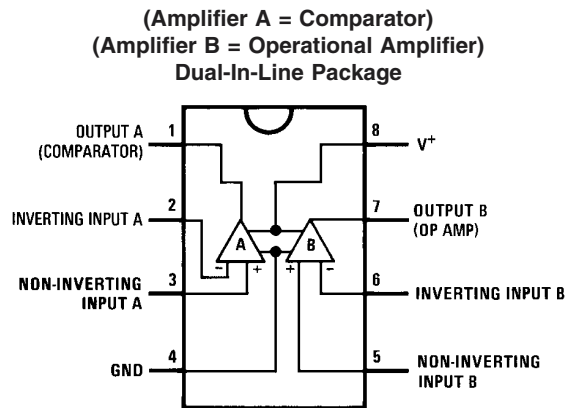 (Amplifier A = Comparator)
(Amplifier B = Operational Amplifier)
Dual-In-Line Package
OUTPUT A
(COMPARATOR)
1
8
V+
INVERTING INPUT A
2
7
OUTPUT B
(OP AMP)
A
B
-
+
+
-
NON-INVERTING
INPUT A
3
6
INVERTING INPUT B
GND
4
5
NON-INVERTING
INPUT B